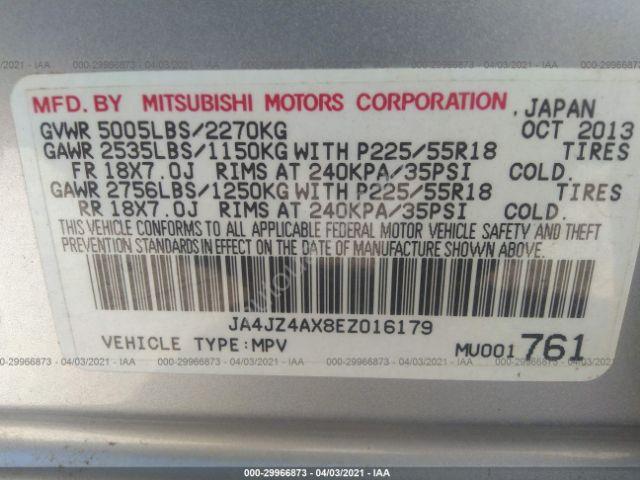 000-29966873 - 04/03/2021 - IAA 000-29966873 - 04/03/2021 - IAA
MFD. BY MITSUBISHI MOTORS CORPORATION, JAPAN
GVWR 5005LBS/2270KG OCT 2013
GAWR 2535LBS/1150KG WITH P225/55R18 TIRES
FR 18X7.0J RIMS AT 240KPA/35PSI COLD.
GAWR 2756LBS/1250KG WITH P225/55R18 TIRES
RR 18X7.0J RIMS AT 240KPA/35PSI COLD.
THIS VEHICLE CONFORMS TO ALL APPLICABLE FEDERAL MOTOR VEHICLE SAFETY AND THEFT
PREVENTION STANDARDS IN EFFECT ON THE DATE OF MANUFACTURE SHOWN ABOVE.
JA4JZ4AX8EZ016179
VEHICLE TYPE:MPV MU001 761
000-29966873 - 04/03/2021 - IAA